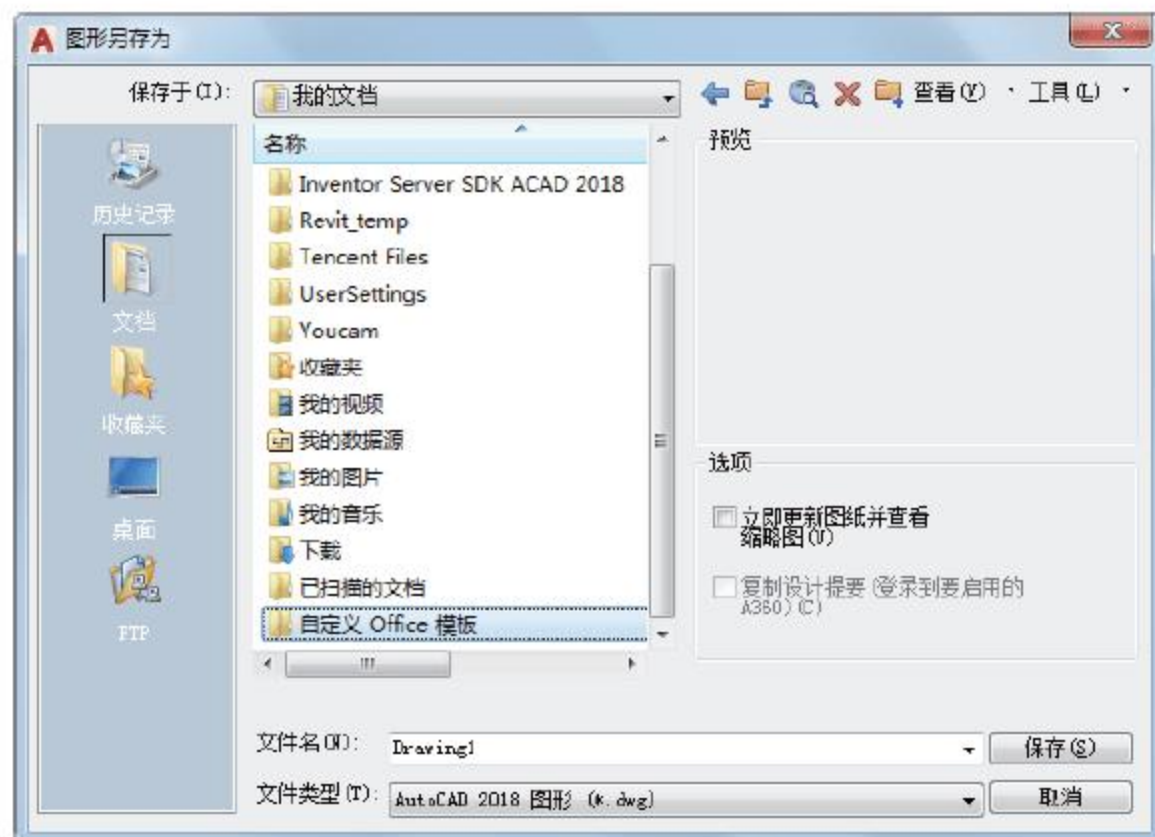 图形另存为
保存于(I):
我的文档
查看(V)
工具(L)
历史记录
文档
收藏夹
桌面
FTP
名称
Inventor Server SDK ACAD 2018
Revit_temp
Tencent Files
UserSettings
Youcam
收藏夹
我的视频
我的数据源
我的图片
我的音乐
下载
已扫描的文档
自定义 Office 模板
预览
选项
立即更新图纸并查看
缩略图(U)
复制设计提要 (登录到要启用的
A360)(C)
文件名(N):
Drawing1
保存(S)
文件类型(T):
AutoCAD 2018 图形 (*.dwg)
取消